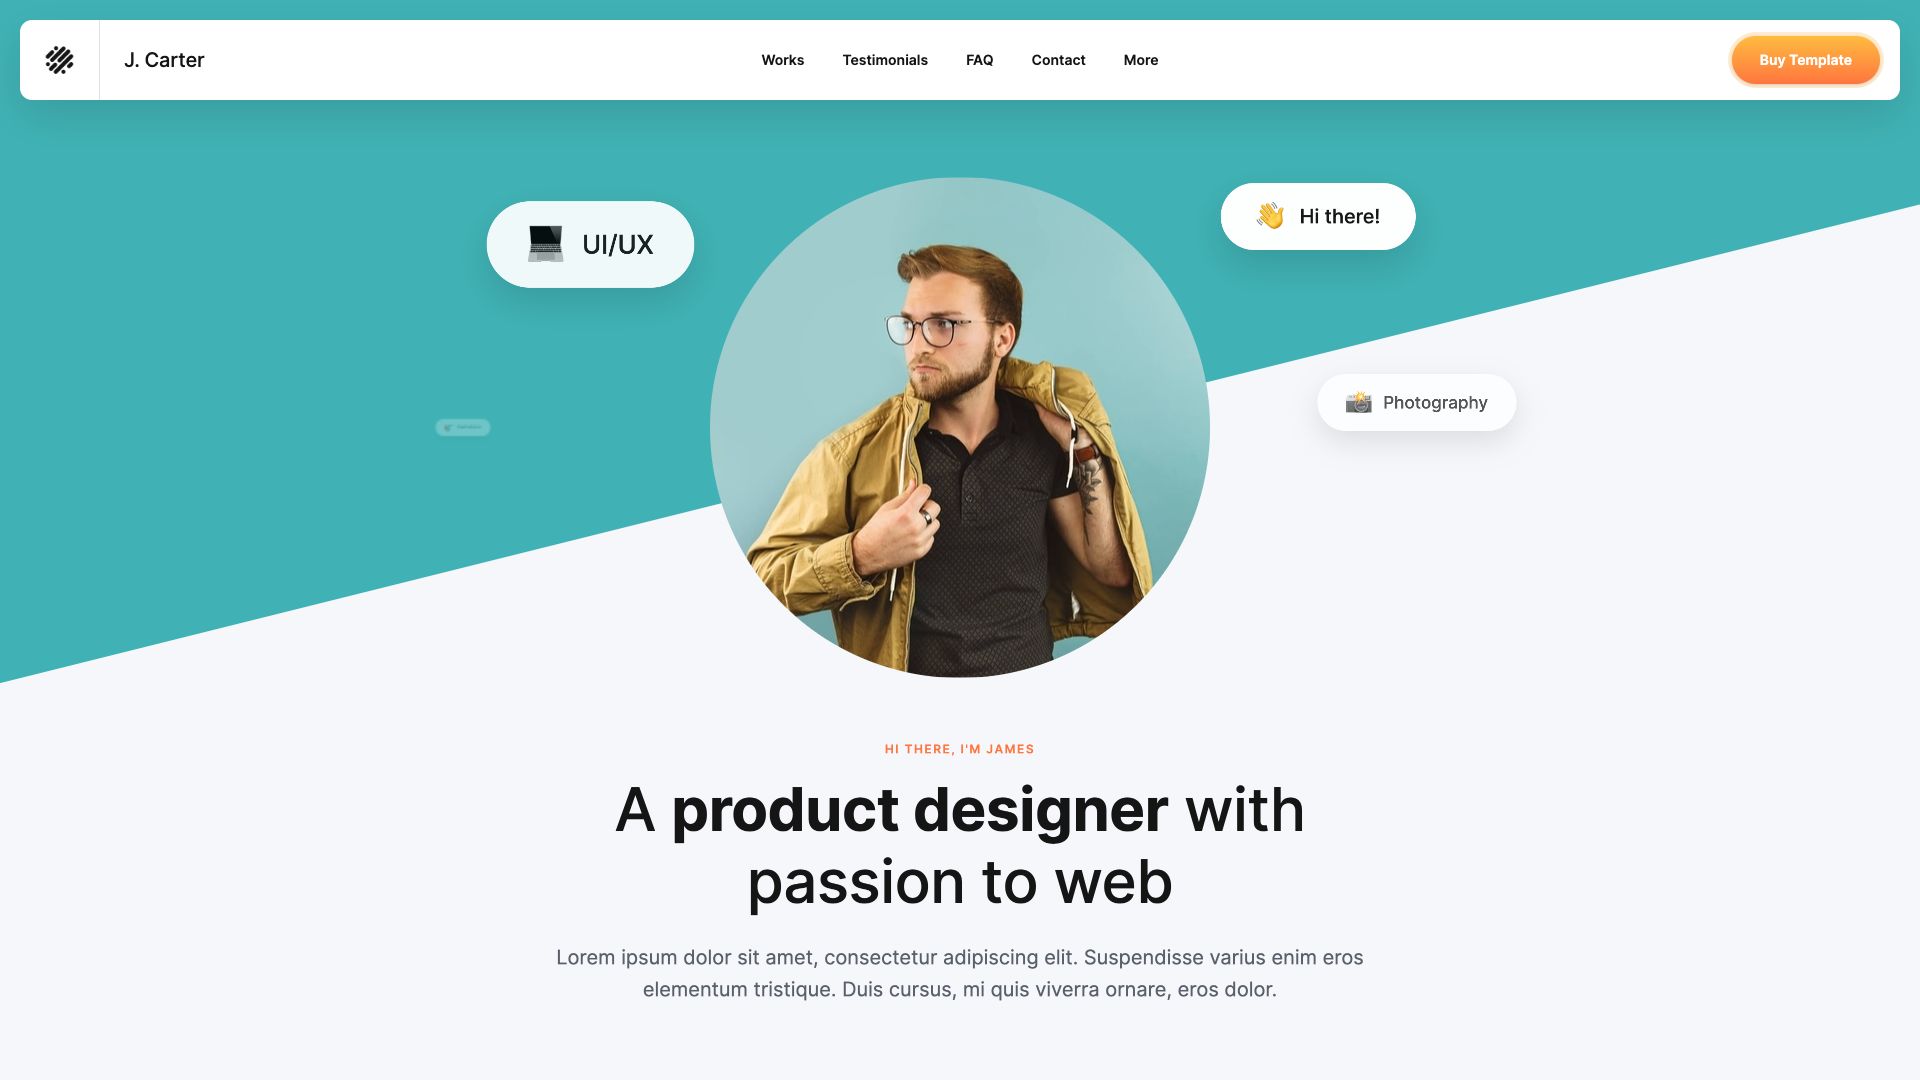 J. Carter
Works
Testimonials
FAQ
Contact
More
Buy Template
UI/UX
Hi there!
Photography
HI THERE, I'M JAMES
A product designer with
passion to web
Lorem ipsum dolor sit amet, consectetur adipiscing elit. Suspendisse varius enim eros
elementum tristique. Duis cursus, mi quis viverra ornare, eros dolor.